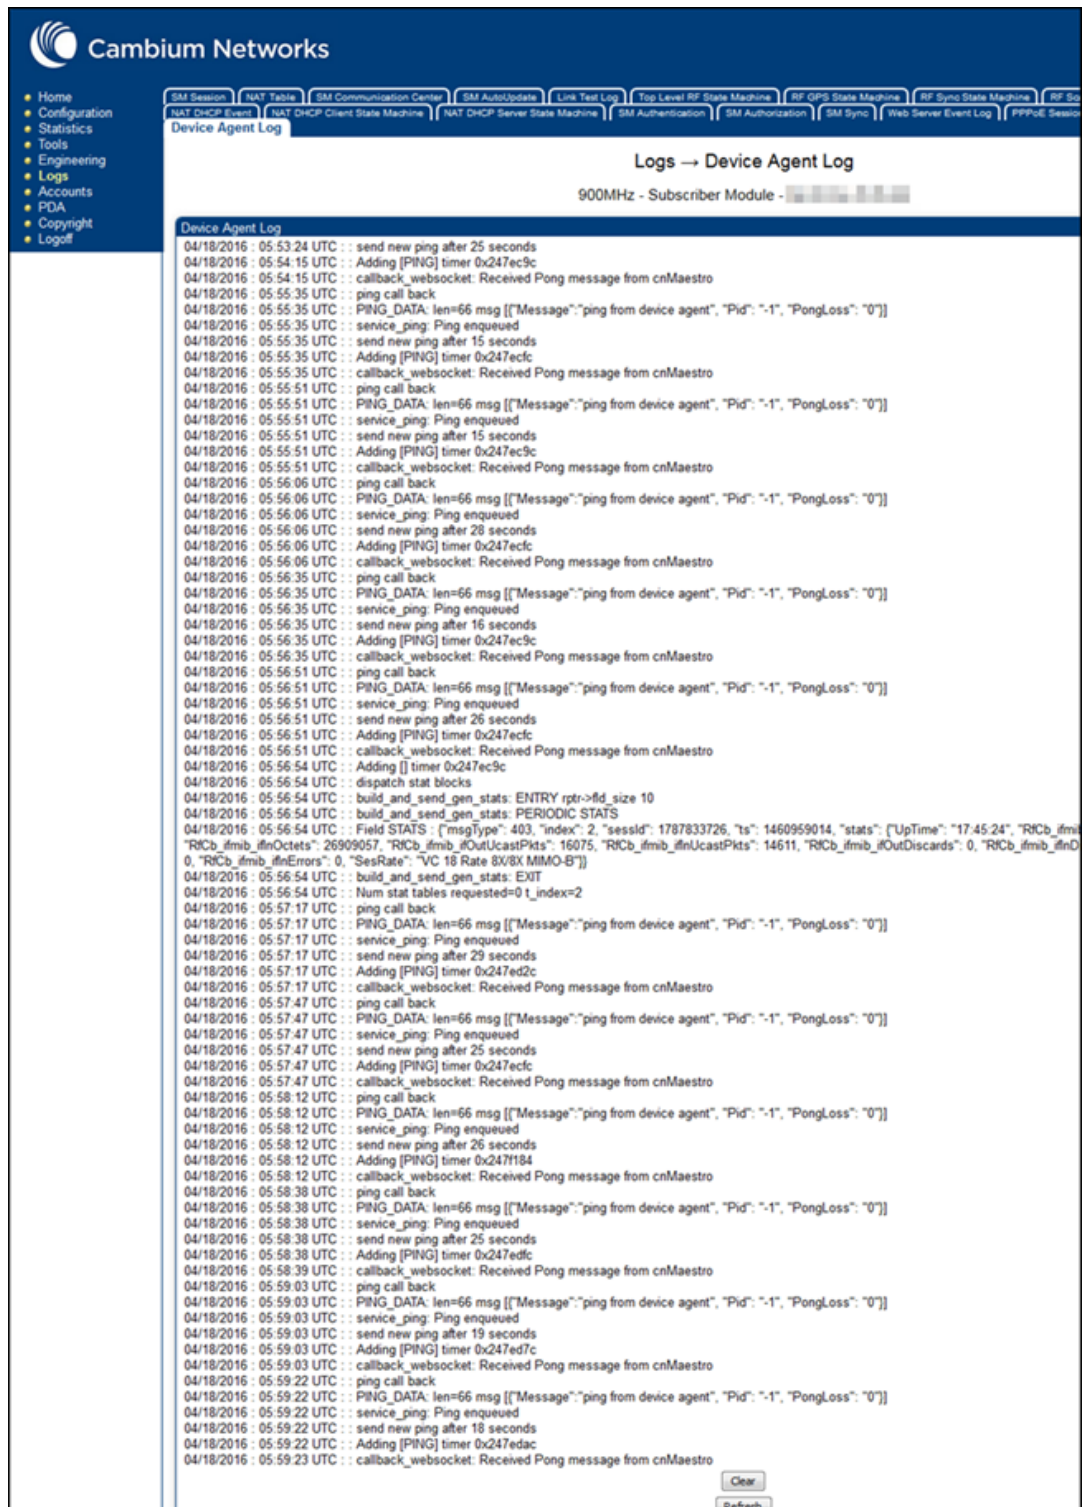 Cambium Networks
Home
Configuration
Statistics
Tools
Engineering
Logs
Accounts
PDA
Copyright
Logoff
SM Session NAT Table SM Communication Center SM AutoUpdate Link Test Log Top Level RF State Machine RF GPS State Machine RF Sync State Machine RF
NAT DHCP Event NAT DHCP Client State Machine NAT DHCP Server State Machine SM Authentication SM Authorization SM Sync Web Server Event Log PPPoE Session
Device Agent Log
Logs → Device Agent Log
900MHz - Subscriber Module -
Device Agent Log
04/18/2016 : 05:53:24 UTC : : send new ping after 25 seconds
04/18/2016 : 05:54:15 UTC : : Adding [PING] timer 0x247ec9c
04/18/2016 : 05:54:15 UTC : : callback_websocket: Received Pong message from cnMaestro
04/18/2016 : 05:55:35 UTC : : ping call back
04/18/2016 : 05:55:35 UTC : : PING_DATA: len=66 msg [{"Message":"ping from device agent", "Pid": "-1", "PongLoss": "0"}]
04/18/2016 : 05:55:35 UTC : : service_ping: Ping enqueued
04/18/2016 : 05:55:35 UTC : : send new ping after 15 seconds
04/18/2016 : 05:55:35 UTC : : Adding [PING] timer 0x247ecfc
04/18/2016 : 05:55:35 UTC : : callback_websocket: Received Pong message from cnMaestro
04/18/2016 : 05:55:51 UTC : : ping call back
04/18/2016 : 05:55:51 UTC : : PING_DATA: len=66 msg [{"Message":"ping from device agent", "Pid": "-1", "PongLoss": "0"}]
04/18/2016 : 05:55:51 UTC : : service_ping: Ping enqueued
04/18/2016 : 05:55:51 UTC : : send new ping after 15 seconds
04/18/2016 : 05:55:51 UTC : : Adding [PING] timer 0x247ec9c
04/18/2016 : 05:55:51 UTC : : callback_websocket: Received Pong message from cnMaestro
04/18/2016 : 05:56:06 UTC : : ping call back
04/18/2016 : 05:56:06 UTC : : PING_DATA: len=66 msg [{"Message":"ping from device agent", "Pid": "-1", "PongLoss": "0"}]
04/18/2016 : 05:56:06 UTC : : service_ping: Ping enqueued
04/18/2016 : 05:56:06 UTC : : send new ping after 28 seconds
04/18/2016 : 05:56:06 UTC : : Adding [PING] timer 0x247ecfc
04/18/2016 : 05:56:06 UTC : : callback_websocket: Received Pong message from cnMaestro
04/18/2016 : 05:56:35 UTC : : ping call back
04/18/2016 : 05:56:35 UTC : : PING_DATA: len=66 msg [{"Message":"ping from device agent", "Pid": "-1", "PongLoss": "0"}]
04/18/2016 : 05:56:35 UTC : : service_ping: Ping enqueued
04/18/2016 : 05:56:35 UTC : : send new ping after 16 seconds
04/18/2016 : 05:56:35 UTC : : Adding [PING] timer 0x247ec9c
04/18/2016 : 05:56:35 UTC : : callback_websocket: Received Pong message from cnMaestro
04/18/2016 : 05:56:51 UTC : : ping call back
04/18/2016 : 05:56:51 UTC : : PING_DATA: len=66 msg [{"Message":"ping from device agent", "Pid": "-1", "PongLoss": "0"}]
04/18/2016 : 05:56:51 UTC : : service_ping: Ping enqueued
04/18/2016 : 05:56:51 UTC : : send new ping after 26 seconds
04/18/2016 : 05:56:51 UTC : : Adding [PING] timer 0x247ecfc
04/18/2016 : 05:56:51 UTC : : callback_websocket: Received Pong message from cnMaestro
04/18/2016 : 05:56:54 UTC : : Adding [] timer 0x247ec9c
04/18/2016 : 05:56:54 UTC : : dispatch stat blocks
04/18/2016 : 05:56:54 UTC : : build_and_send_gen_stats: ENTRY rptr->fld_size 10
04/18/2016 : 05:56:54 UTC : : build_and_send_gen_stats: PERIODIC STATS
04/18/2016 : 05:56:54 UTC : : Field STATS : {"msgType": 403, "index": 2, "sessId": 1787833726, "ts": 1460959014, "stats": {"UpTime": "17:45:24", "RfCb_ifmib
"RfCb_ifmib_ifInOctets": 26909057, "RfCb_ifmib_ifOutUcastPkts": 16075, "RfCb_ifmib_ifInUcastPkts": 14611, "RfCb_ifmib_ifOutDiscards": 0, "RfCb_ifmib_ifInD
0, "RfCb_ifmib_ifInErrors": 0, "SesRate": "VC 18 Rate 8X/8X MIMO-B"}}
04/18/2016 : 05:56:54 UTC : : build_and_send_gen_stats: EXIT
04/18/2016 : 05:56:54 UTC : : Num stat tables requested=0 t_index=2
04/18/2016 : 05:57:17 UTC : : ping call back
04/18/2016 : 05:57:17 UTC : : PING_DATA: len=66 msg [{"Message":"ping from device agent", "Pid": "-1", "PongLoss": "0"}]
04/18/2016 : 05:57:17 UTC : : service_ping: Ping enqueued
04/18/2016 : 05:57:17 UTC : : send new ping after 29 seconds
04/18/2016 : 05:57:17 UTC : : Adding [PING] timer 0x247ed2c
04/18/2016 : 05:57:17 UTC : : callback_websocket: Received Pong message from cnMaestro
04/18/2016 : 05:57:47 UTC : : ping call back
04/18/2016 : 05:57:47 UTC : : PING_DATA: len=66 msg [{"Message":"ping from device agent", "Pid": "-1", "PongLoss": "0"}]
04/18/2016 : 05:57:47 UTC : : service_ping: Ping enqueued
04/18/2016 : 05:57:47 UTC : : send new ping after 25 seconds
04/18/2016 : 05:57:47 UTC : : Adding [PING] timer 0x247ecfc
04/18/2016 : 05:57:47 UTC : : callback_websocket: Received Pong message from cnMaestro
04/18/2016 : 05:58:12 UTC : : ping call back
04/18/2016 : 05:58:12 UTC : : PING_DATA: len=66 msg [{"Message":"ping from device agent", "Pid": "-1", "PongLoss": "0"}]
04/18/2016 : 05:58:12 UTC : : service_ping: Ping enqueued
04/18/2016 : 05:58:12 UTC : : send new ping after 26 seconds
04/18/2016 : 05:58:12 UTC : : Adding [PING] timer 0x247f184
04/18/2016 : 05:58:12 UTC : : callback_websocket: Received Pong message from cnMaestro
04/18/2016 : 05:58:38 UTC : : ping call back
04/18/2016 : 05:58:38 UTC : : PING_DATA: len=66 msg [{"Message":"ping from device agent", "Pid": "-1", "PongLoss": "0"}]
04/18/2016 : 05:58:38 UTC : : service_ping: Ping enqueued
04/18/2016 : 05:58:38 UTC : : send new ping after 25 seconds
04/18/2016 : 05:58:38 UTC : : Adding [PING] timer 0x247edfc
04/18/2016 : 05:58:39 UTC : : callback_websocket: Received Pong message from cnMaestro
04/18/2016 : 05:59:03 UTC : : ping call back
04/18/2016 : 05:59:03 UTC : : PING_DATA: len=66 msg [{"Message":"ping from device agent", "Pid": "-1", "PongLoss": "0"}]
04/18/2016 : 05:59:03 UTC : : service_ping: Ping enqueued
04/18/2016 : 05:59:03 UTC : : send new ping after 19 seconds
04/18/2016 : 05:59:03 UTC : : Adding [PING] timer 0x247ed7c
04/18/2016 : 05:59:03 UTC : : callback_websocket: Received Pong message from cnMaestro
04/18/2016 : 05:59:22 UTC : : ping call back
04/18/2016 : 05:59:22 UTC : : PING_DATA: len=66 msg [{"Message":"ping from device agent", "Pid": "-1", "PongLoss": "0"}]
04/18/2016 : 05:59:22 UTC : : service_ping: Ping enqueued
04/18/2016 : 05:59:22 UTC : : send new ping after 18 seconds
04/18/2016 : 05:59:22 UTC : : Adding [PING] timer 0x247edac
04/18/2016 : 05:59:23 UTC : : callback_websocket: Received Pong message from cnMaestro
Clear
Refresh